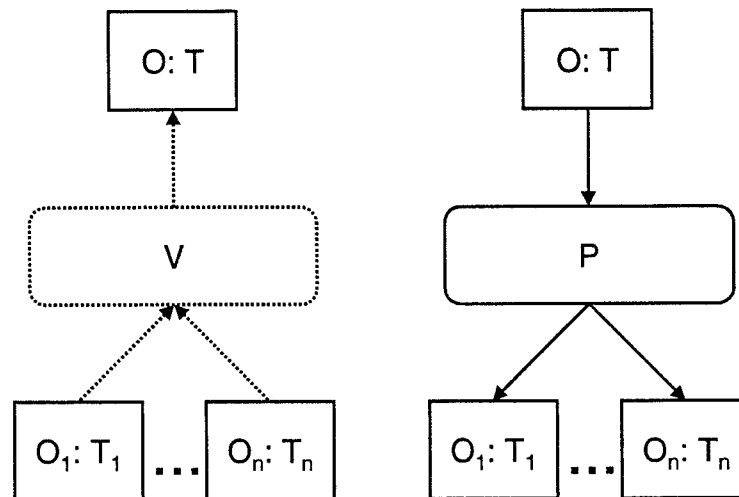 O: T
O: T
V
P
O₁: T₁ ... Oₙ: Tₙ
O₁: T₁ ... Oₙ: Tₙ